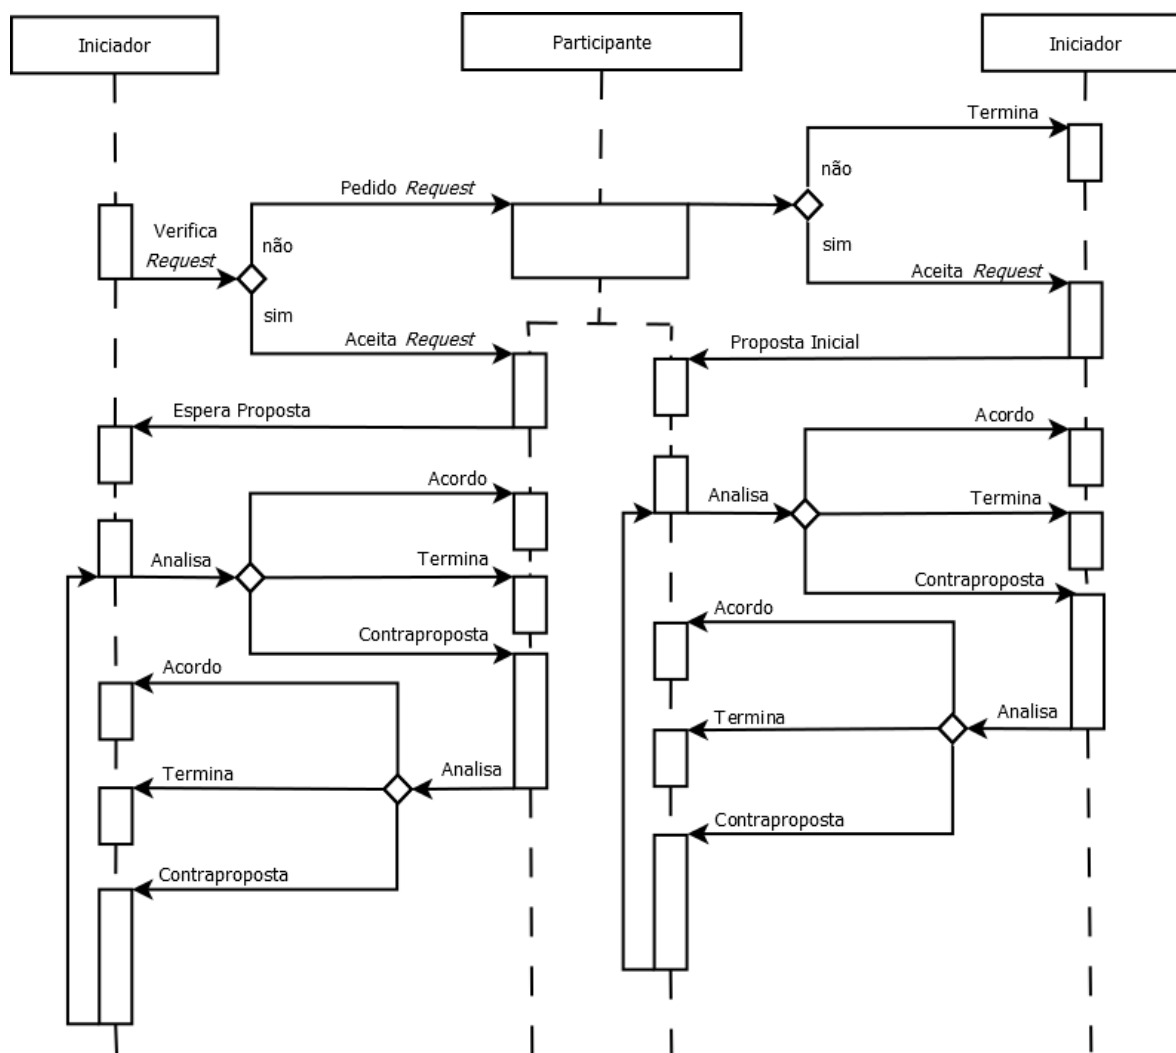 Iniciador
Participante
Iniciador
Termina
não
Pedido Request
Verifica
Request
não
sim
sim
Aceita Request
Aceita Request
Proposta Inicial
Espera Proposta
Acordo
Acordo
Analisa
Termina
Analisa
Termina
Contraproposta
Acordo
Contraproposta
Acordo
Analisa
Termina
Analisa
Termina
Contraproposta
Contraproposta